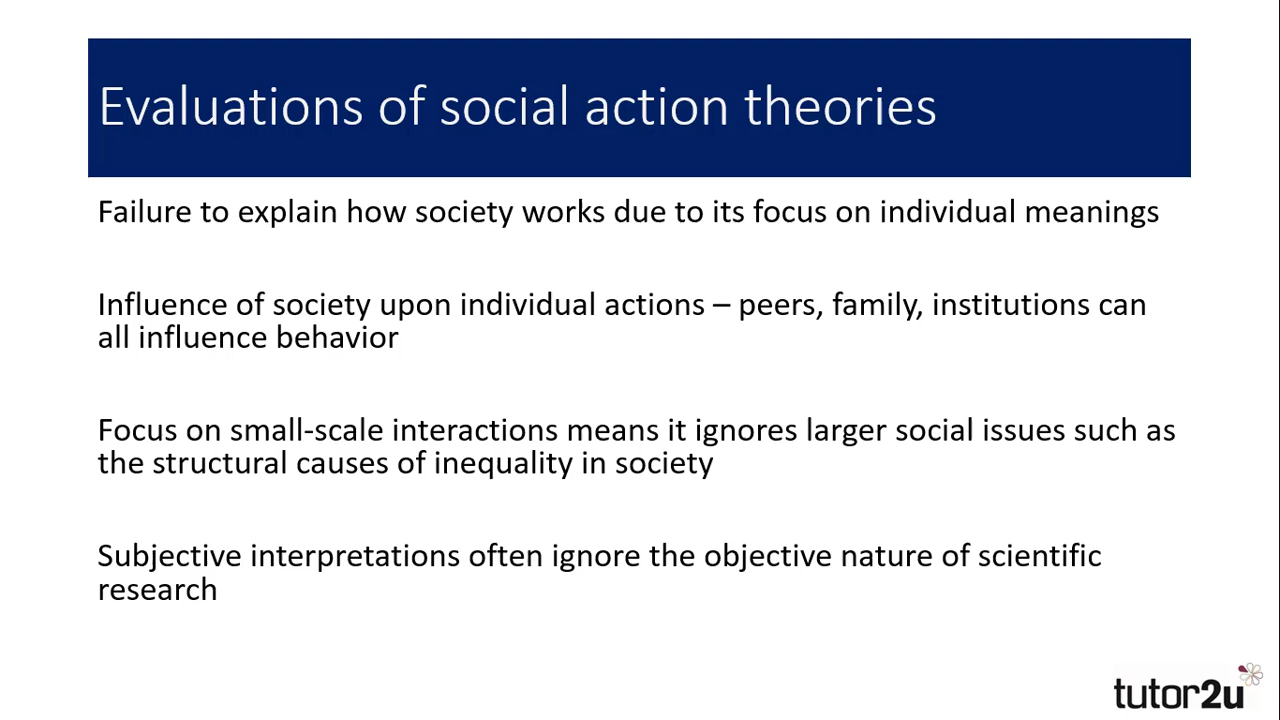 Evaluations of social action theories
Failure to explain how society works due to its focus on individual meanings
Influence of society upon individual actions – peers, family, institutions can
all influence behavior
Focus on small-scale interactions means it ignores larger social issues such as
the structural causes of inequality in society
Subjective interpretations often ignore the objective nature of scientific
research
tutor2u